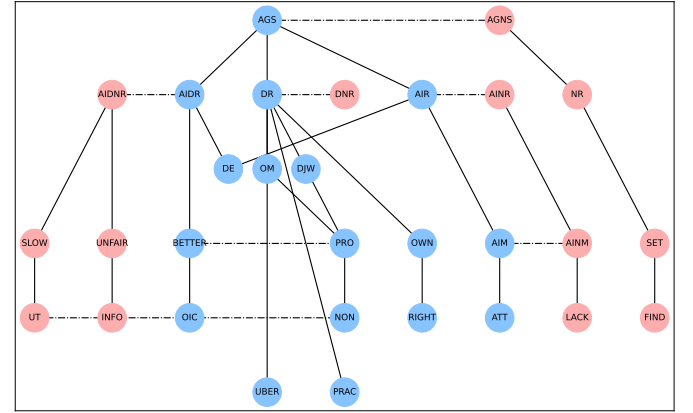 AGS AGNS
AIDNR AIDR DR DNR AIR AINR NR
DE OM DJW
SLOW UNFAIR BETTER PRO OWN AIM AINM SET
UT INFO OIC NON RIGHT ATT LACK FIND
UBER PRAC